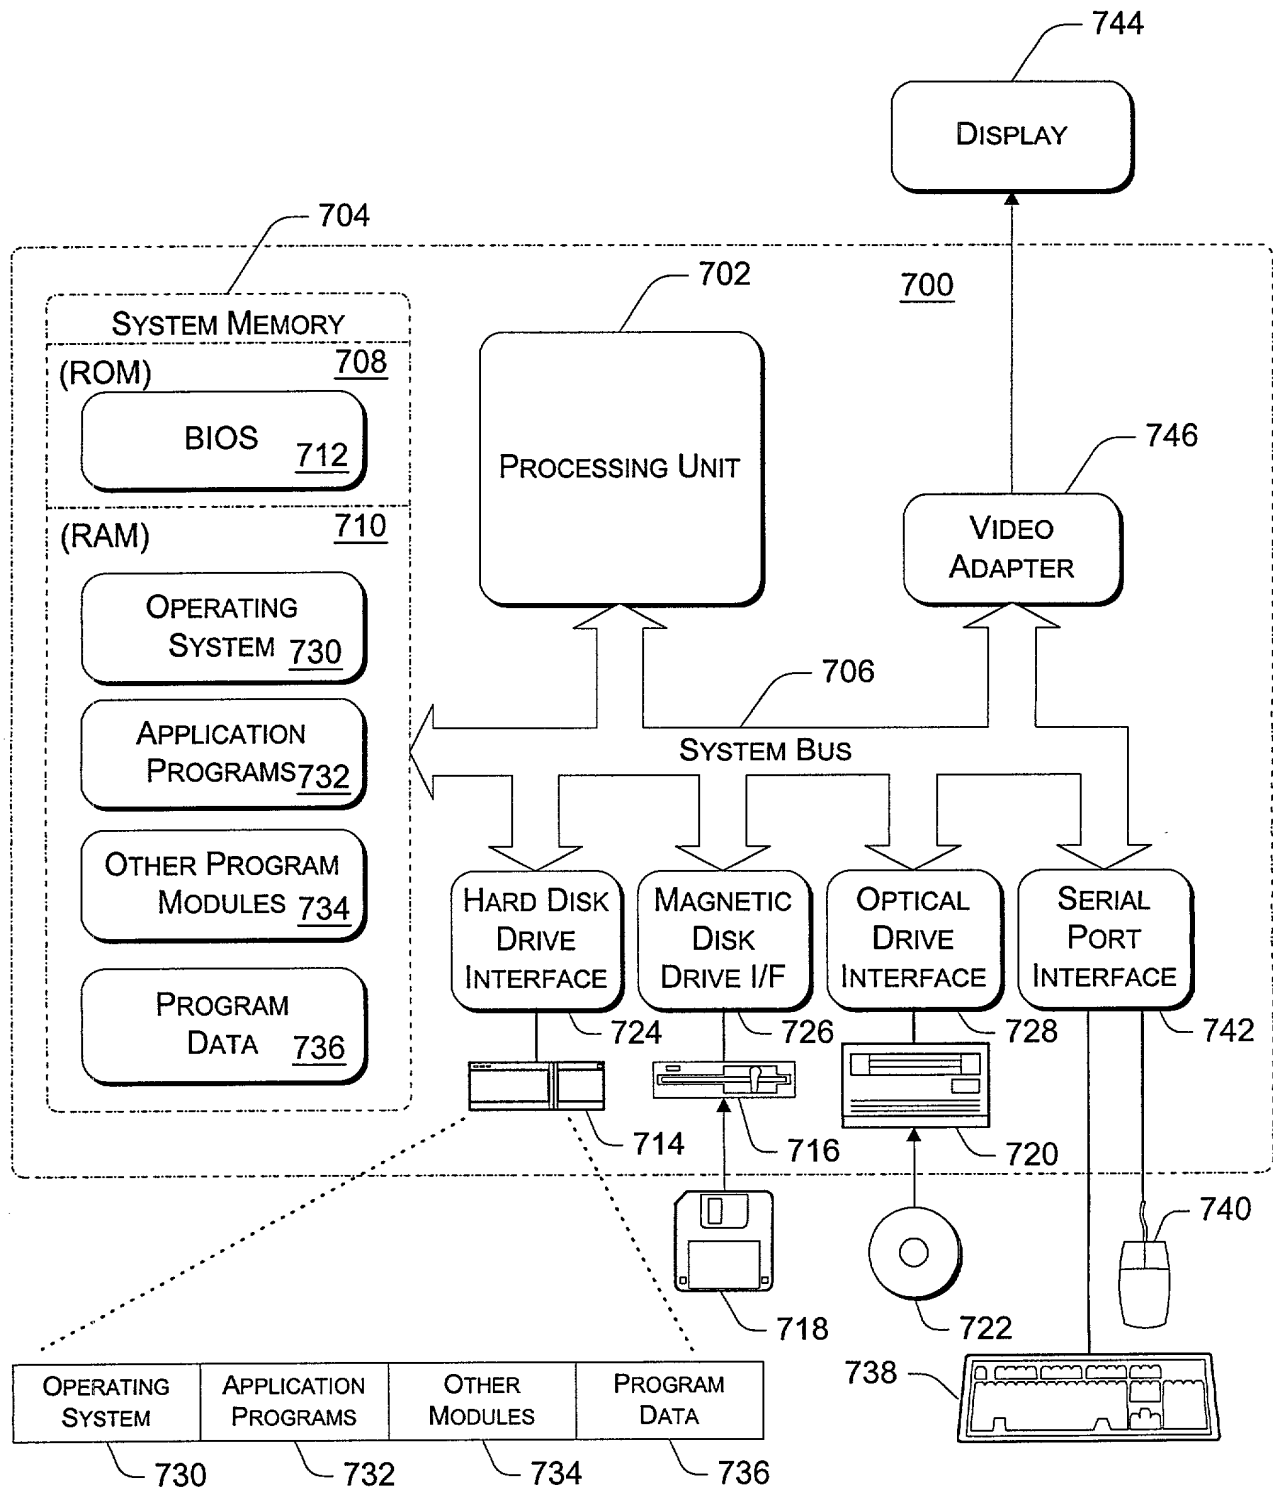 744
DISPLAY
704
702
700
SYSTEM MEMORY
(ROM)
708
BIOS
712
PROCESSING UNIT
746
VIDEO
ADAPTER
(RAM)
710
OPERATING
SYSTEM
730
706
SYSTEM BUS
APPLICATION
PROGRAMS
732
OTHER PROGRAM
MODULES
734
PROGRAM
DATA
736
HARD DISK
DRIVE
INTERFACE
MAGNETIC
DISK
DRIVE I/F
OPTICAL
DRIVE
INTERFACE
SERIAL
PORT
INTERFACE
724
726
728
742
714
716
720
718
722
740
738
OPERATING
SYSTEM
APPLICATION
PROGRAMS
OTHER
MODULES
PROGRAM
DATA
730
732
734
736